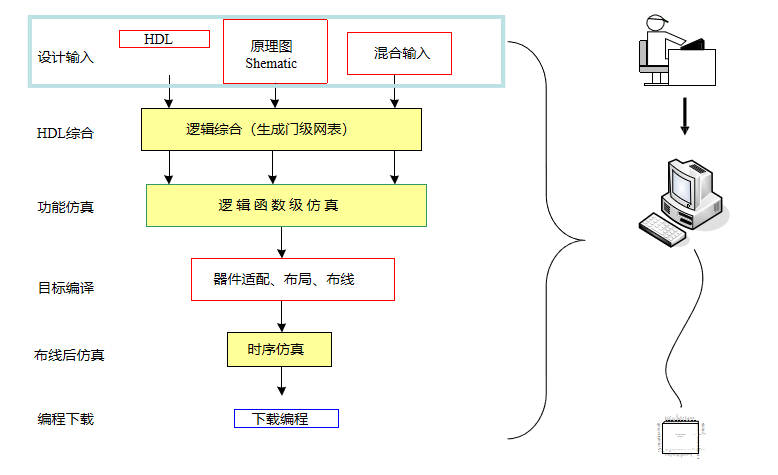 设计输入
HDL
原理图
Shematic
混合输入
HDL综合
逻辑综合（生成门级网表）
功能仿真
逻辑函数级仿真
目标编译
器件适配、布局、布线
布线后仿真
时序仿真
编程下载
下载编程